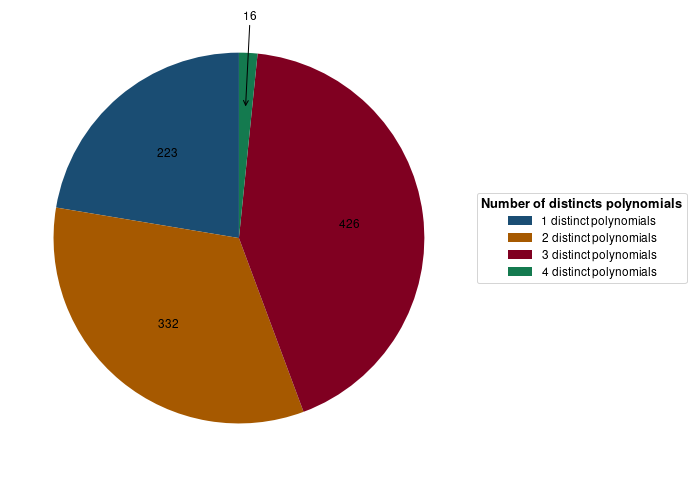 16
223
426
332
Number of distincts polynomials
1 distinct polynomials
2 distinct polynomials
3 distinct polynomials
4 distinct polynomials